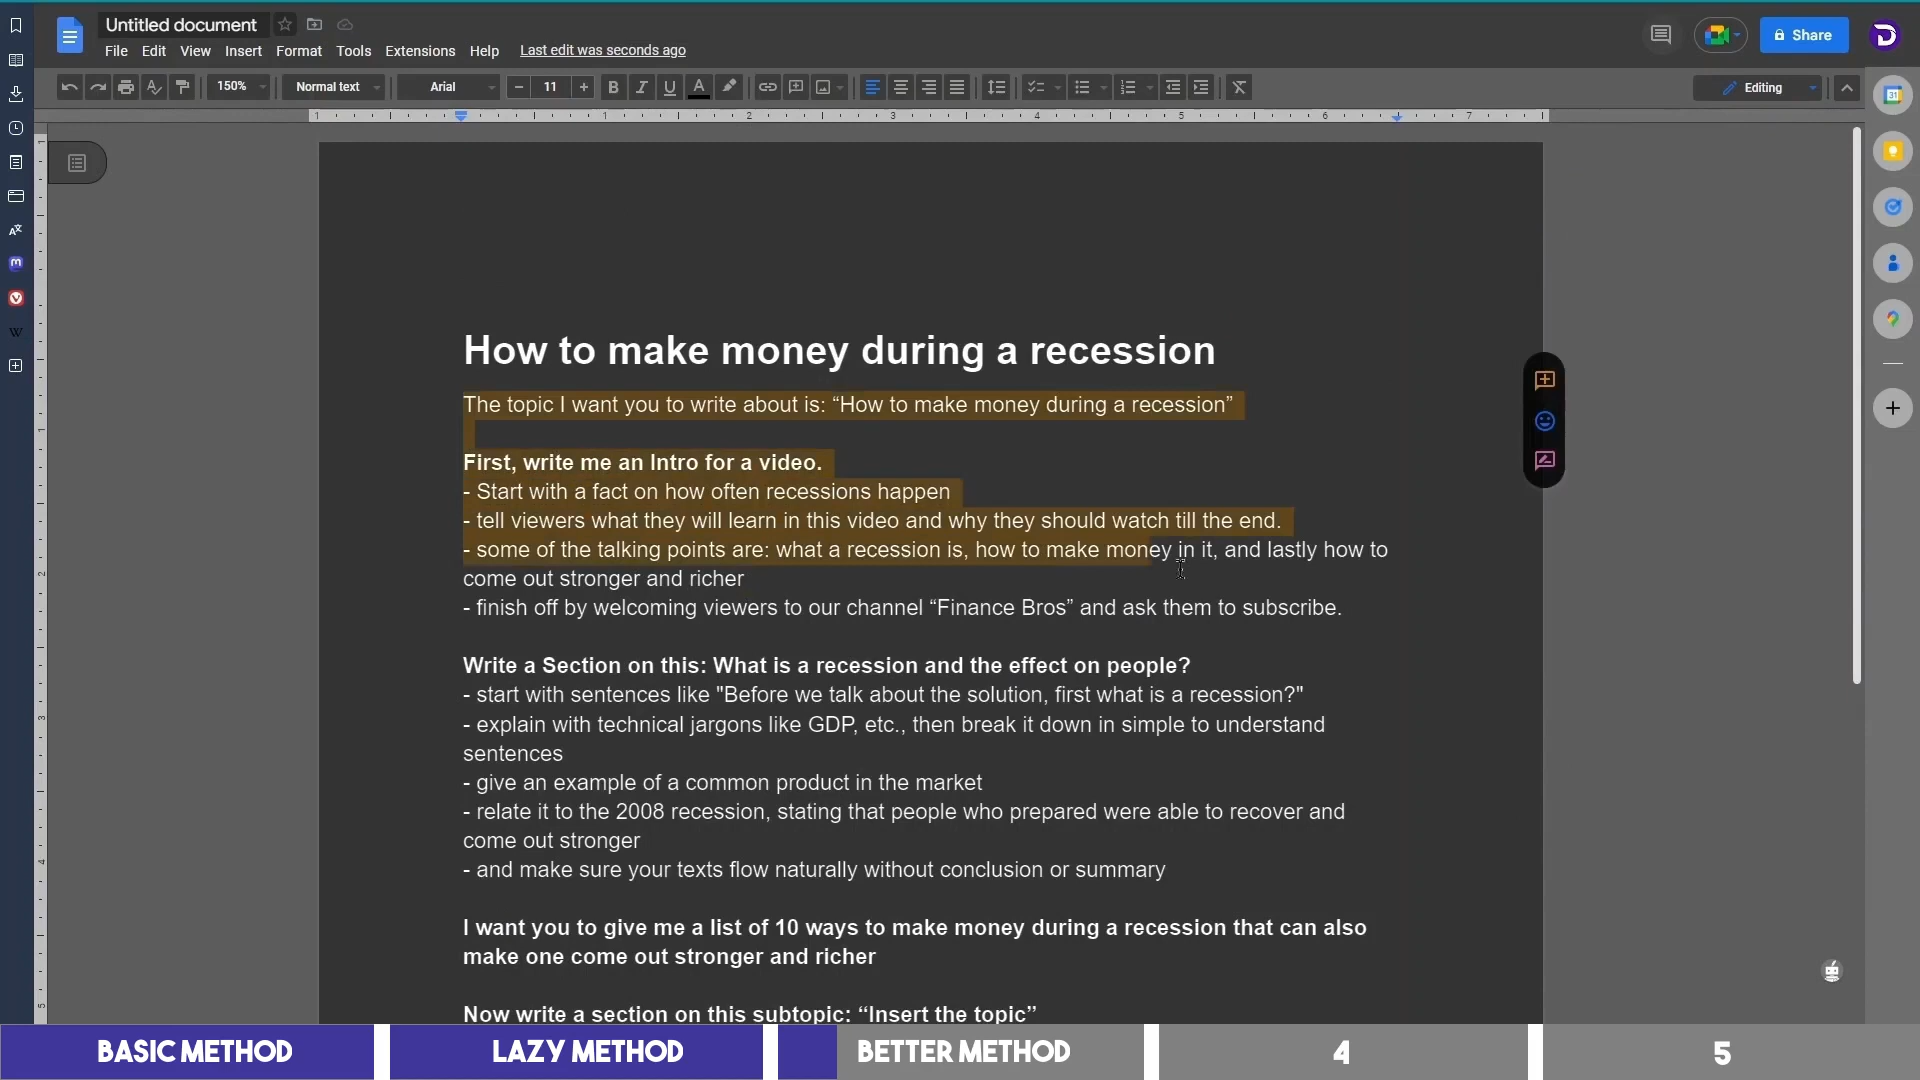 Untitled document
File Edit View Insert Format Tools Extensions Help Last edit was seconds ago
Share
150% Normal text Arial 11 B I U A Editing
1 1 2 3 4 5 6 7
31
How to make money during a recession
The topic I want you to write about is: “How to make money during a recession”
First, write me an Intro for a video.
- Start with a fact on how often recessions happen
- tell viewers what they will learn in this video and why they should watch till the end.
- some of the talking points are: what a recession is, how to make money in it, and lastly how to
come out stronger and richer
- finish off by welcoming viewers to our channel “Finance Bros” and ask them to subscribe.
Write a Section on this: What is a recession and the effect on people?
- start with sentences like "Before we talk about the solution, first what is a recession?"
- explain with technical jargons like GDP, etc., then break it down in simple to understand
sentences
- give an example of a common product in the market
- relate it to the 2008 recession, stating that people who prepared were able to recover and
come out stronger
- and make sure your texts flow naturally without conclusion or summary
I want you to give me a list of 10 ways to make money during a recession that can also
make one come out stronger and richer
Now write a section on this subtopic: “Insert the topic”
BASIC METHOD LAZY METHOD BETTER METHOD 4 5